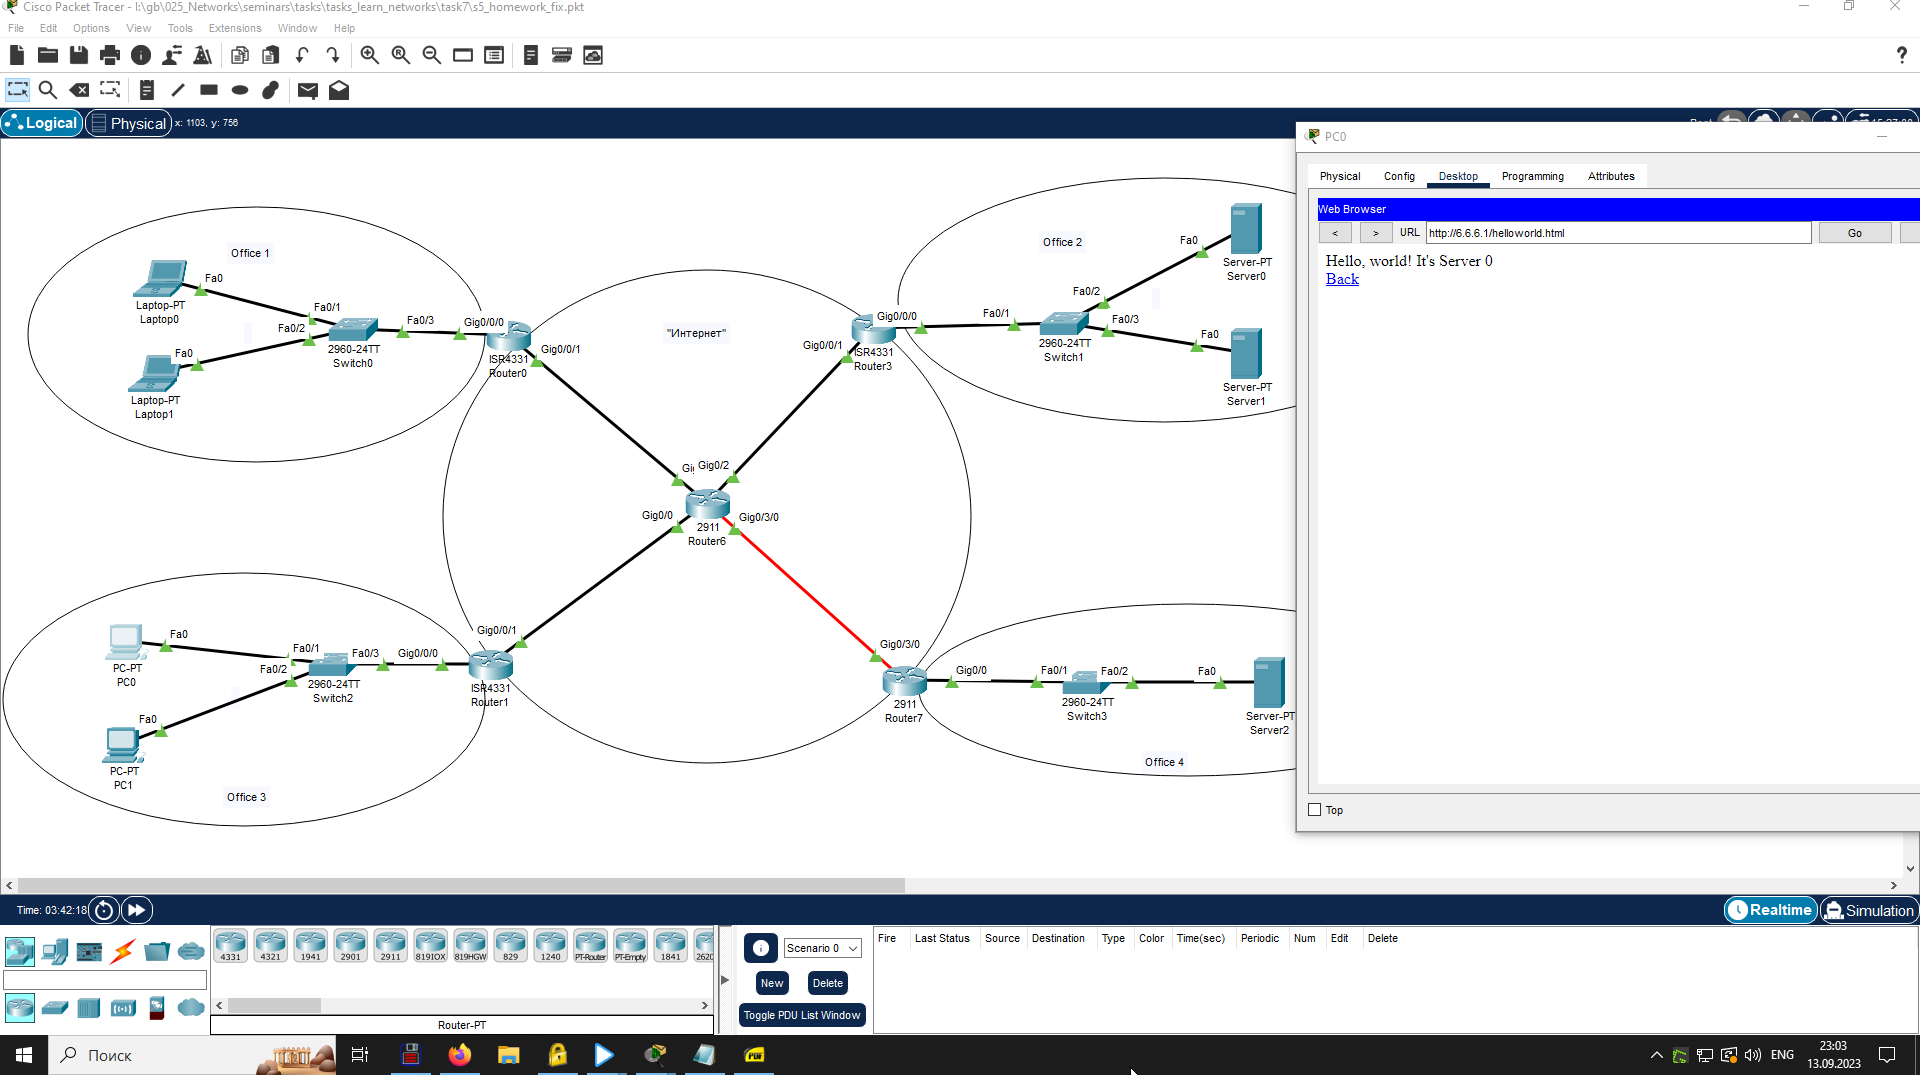 Cisco Packet Tracer - I:\gb\025_Networks\seminars\tasks\tasks_learn_networks\task7\s5_homework_fix.pkt
File Edit Options View Tools Extensions Window Help
Logical Physical x: 1103, y: 756
PC0
Physical Config Desktop Programming Attributes
Web Browser
< > URL http://6.6.6.1/helloworld.html Go
Hello, world! It's Server 0
Back
Top
Office 1
Fa0
Laptop-PT
Laptop0
Fa0/1
Fa0/2
Fa0/3
Gig0/0/0
2960-24TT
Switch0
Fa0
Laptop-PT
Laptop1
ISR4331
Router0
Gig0/0/1
"Интернет"
Office 2
Fa0
Server-PT
Server0
Fa0/2
Fa0/1
Fa0/3
Gig0/0/0
Gig0/0/1
ISR4331
Router3
2960-24TT
Switch1
Fa0
Server-PT
Server1
Gig0/2
Gig0/0
Gig0/3/0
2911
Router6
Fa0
PC-PT
PC0
Fa0/1
Fa0/2
Fa0/3
Gig0/0/0
Gig0/0/1
2960-24TT
Switch2
ISR4331
Router1
Fa0
PC-PT
PC1
Office 3
Gig0/3/0
Gig0/0
2911
Router7
Fa0/1
Fa0/2
Fa0
2960-24TT
Switch3
Server-PT
Server2
Office 4
Time: 03:42:18
Realtime Simulation
4331 4321 1941 2901 2911 819IOX 819HGW 829 1240 PT-Router PT-Empty 1841 2620
Router-PT
Scenario 0
New Delete
Toggle PDU List Window
Fire Last Status Source Destination Type Color Time(sec) Periodic Num Edit Delete
Поиск
PDF
ENG
23:03
13.09.2023